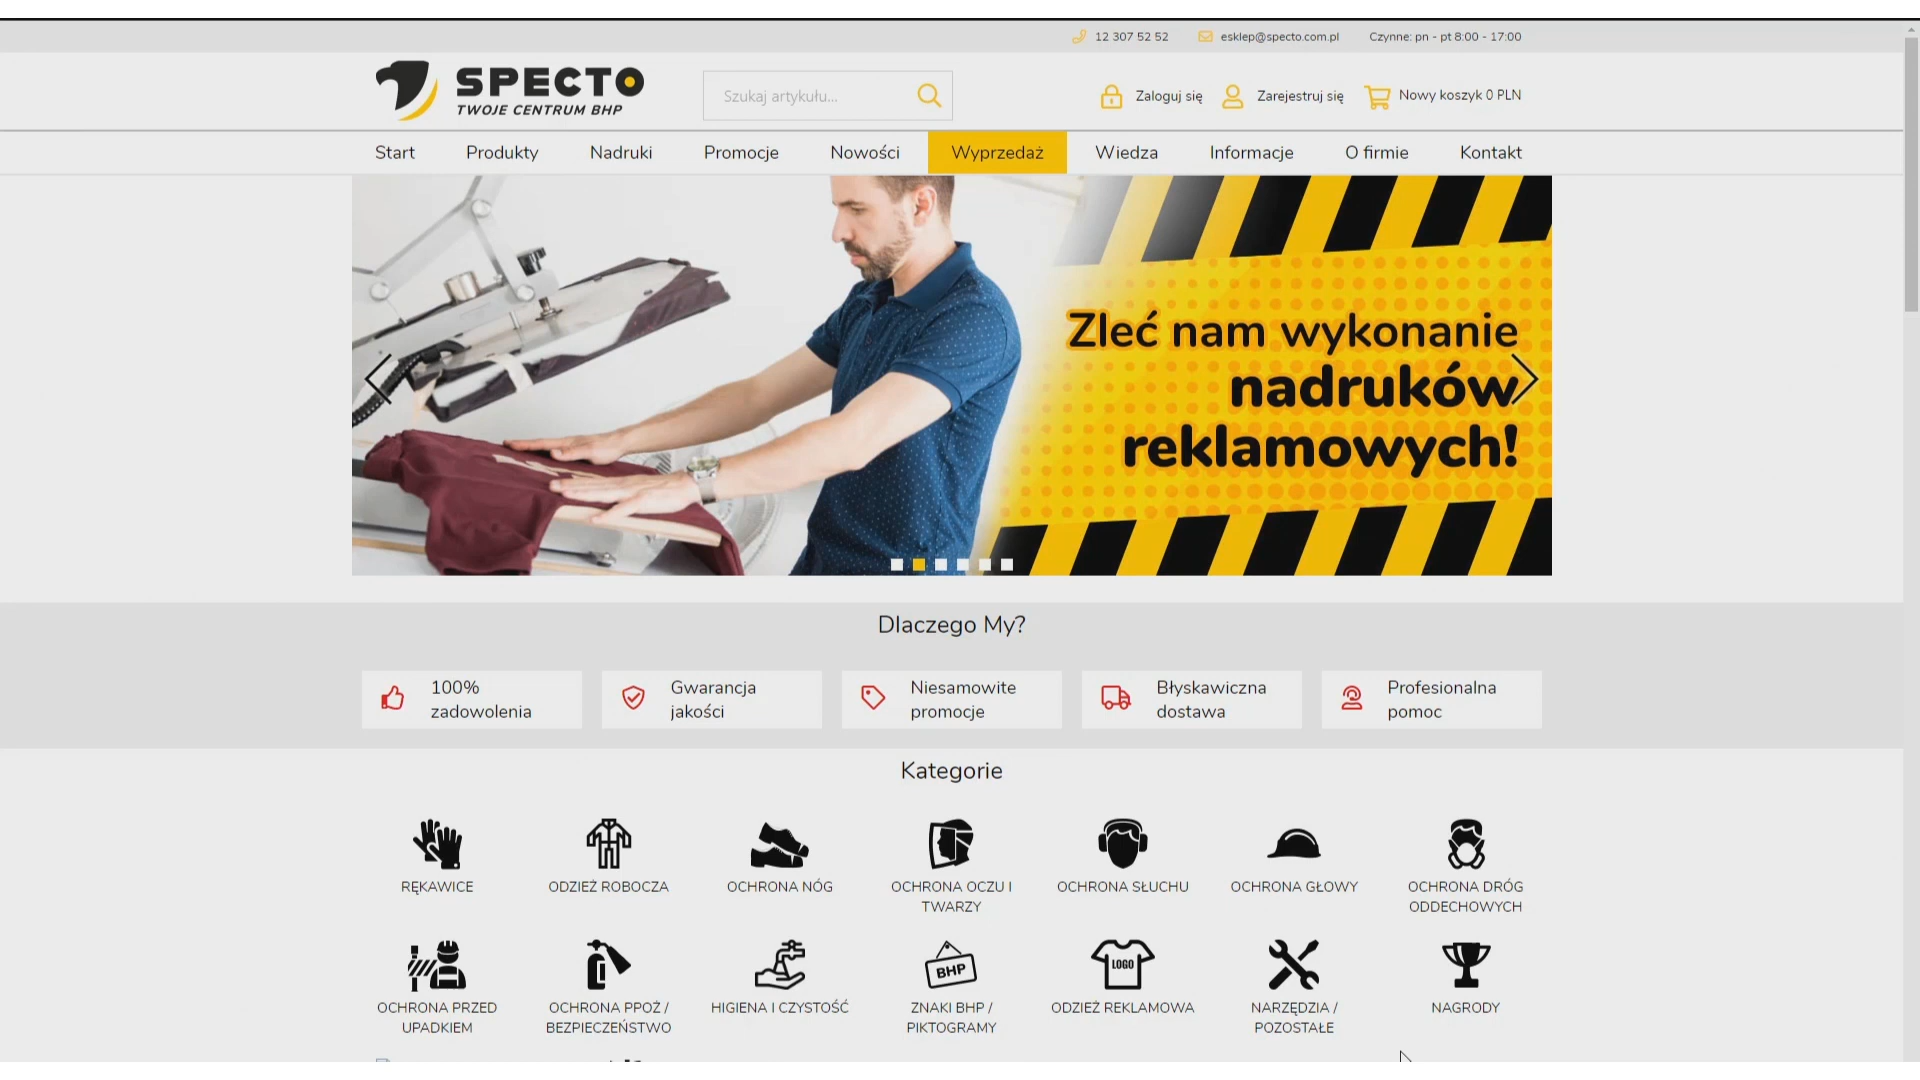 12 307 52 52
esklep@specto.com.pl
Czynne: pn - pt 8:00 - 17:00
SPECTO
TWOJE CENTRUM BHP
Szukaj artykułu...
Zaloguj się
Zarejestruj się
Nowy koszyk 0 PLN
Start
Produkty
Nadruki
Promocje
Nowości
Wyprzedaż
Wiedza
Informacje
O firmie
Kontakt
Zleć nam wykonanie
nadruków
reklamowych!
Dlaczego My?
100%
zadowolenia
Gwarancja
jakości
Niesamowite
promocje
Błyskawiczna
dostawa
Profesionalna
pomoc
Kategorie
RĘKAWICE
ODZIEŻ ROBOCZA
OCHRONA NÓG
OCHRONA OCZU I
TWARZY
OCHRONA SŁUCHU
OCHRONA GŁOWY
OCHRONA DRÓG
ODDECHOWYCH
BHP
LOGO
OCHRONA PRZED
UPADKIEM
OCHRONA PPOŻ /
BEZPIECZEŃSTWO
HIGIENA I CZYSTOŚĆ
ZNAKI BHP /
PIKTOGRAMY
ODZIEŻ REKLAMOWA
NARZĘDZIA /
POZOSTAŁE
NAGRODY